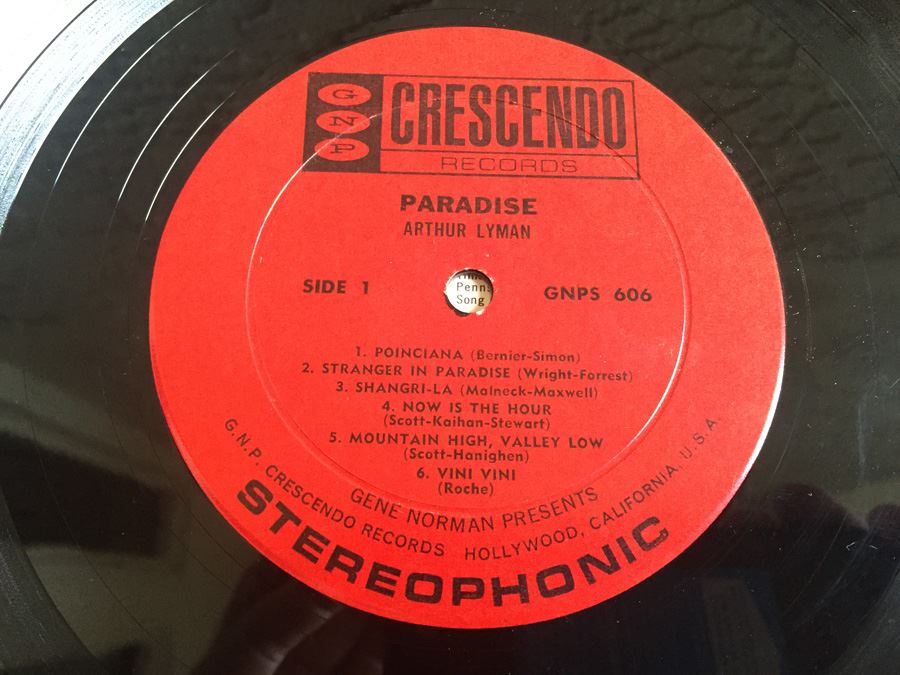 G
N
P
CRESCENDO
RECORDS
PARADISE
ARTHUR LYMAN
SIDE 1
GNPS 606
Penns
Song
1. POINCIANA (Bernier-Simon)
2. STRANGER IN PARADISE (Wright-Forrest)
3. SHANGRI-LA (Malneck-Maxwell)
4. NOW IS THE HOUR
(Scott-Kaihan-Stewart)
5. MOUNTAIN HIGH, VALLEY LOW
(Scott-Hanighen)
6. VINI VINI
(Roche)
GENE NORMAN PRESENTS
G.N.P. CRESCENDO RECORDS HOLLYWOOD, CALIFORNIA, U.S.A.
STEREOPHONIC